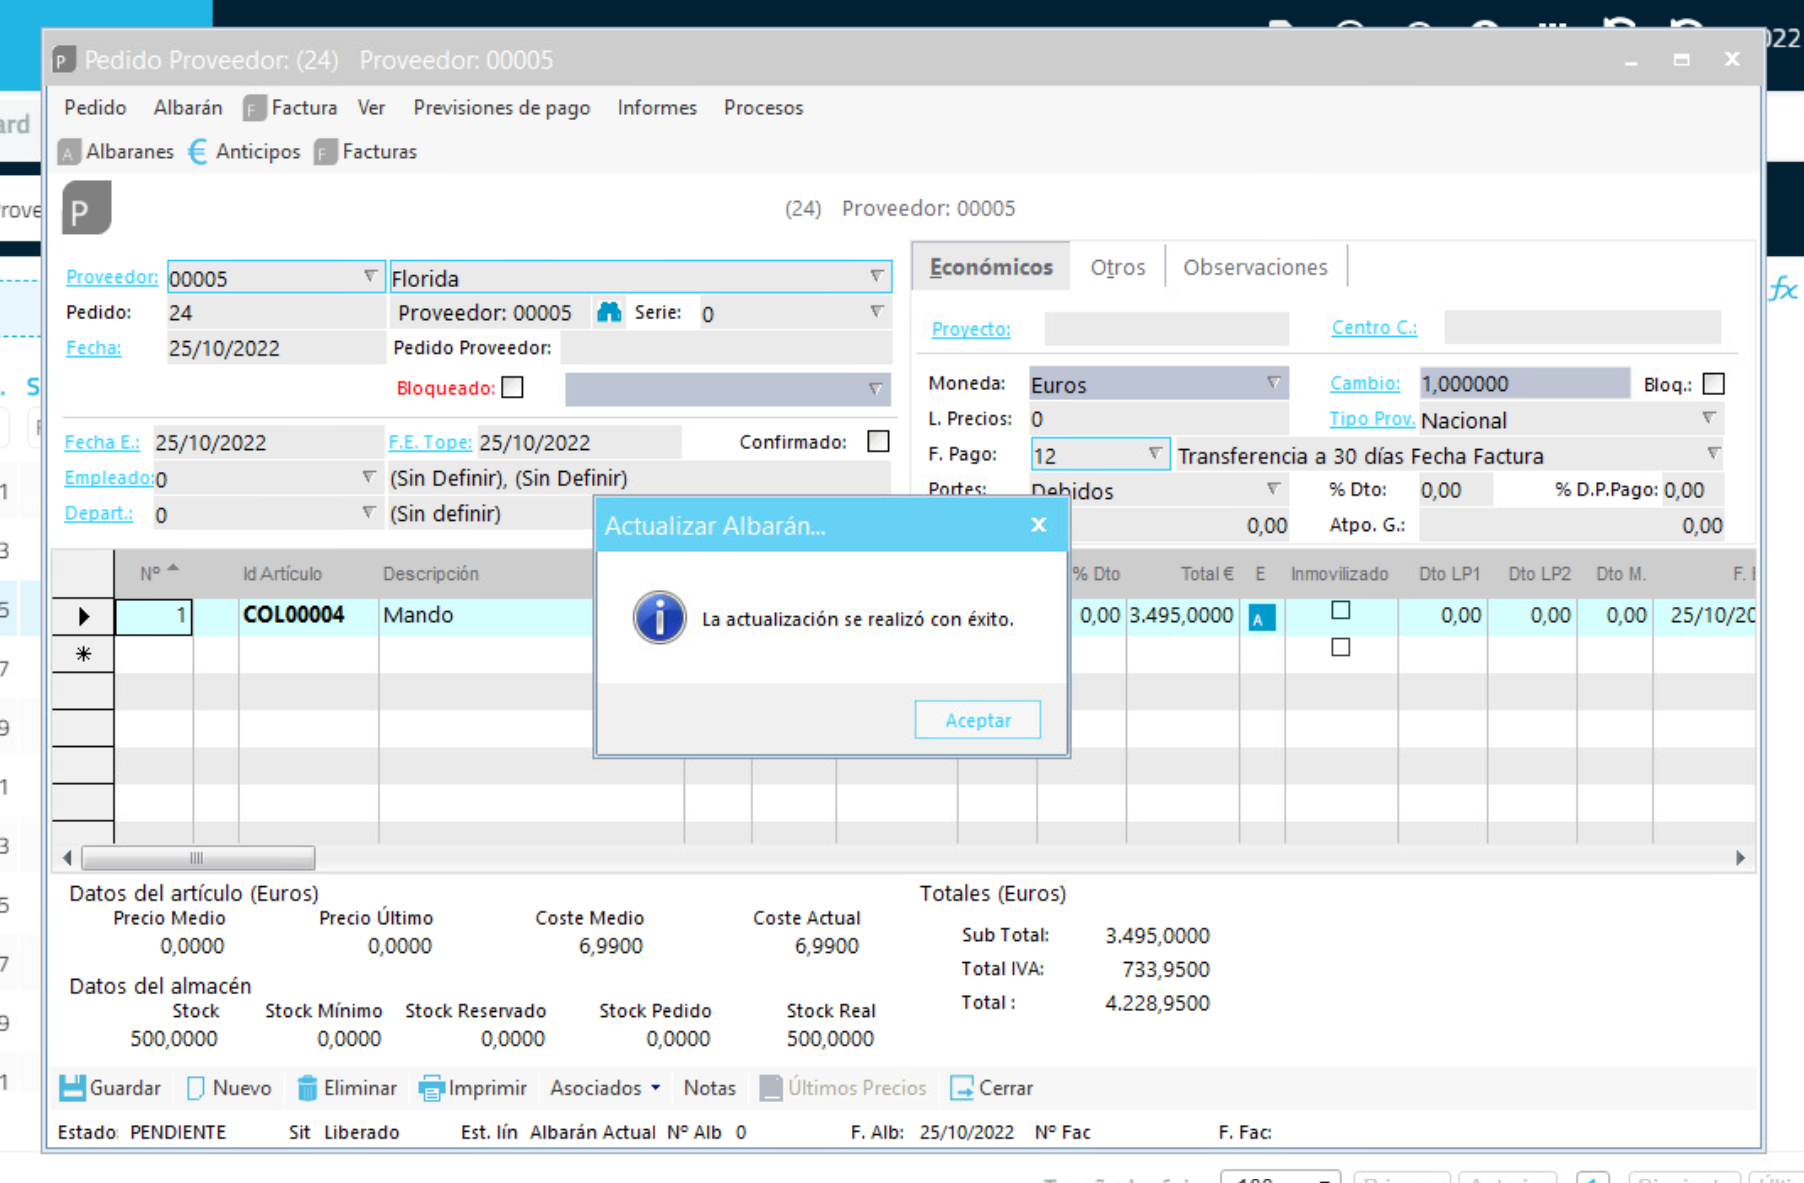 022
Pedido Proveedor: (24) Proveedor: 00005
Pedido Albarán F Factura Ver Previsiones de pago Informes Procesos
ard
A Albaranes € Anticipos F Facturas
P (24) Proveedor: 00005
Proveedor: 00005 Florida
Económicos Otros Observaciones
Pedido: 24 Proveedor: 00005 Serie: 0
Proyecto: Centro C.:
Fecha: 25/10/2022 Pedido Proveedor:
Bloqueado:
Moneda: Euros Cambio: 1,000000 Bloq.:
L. Precios: 0 Tipo Prov. Nacional
Fecha E.: 25/10/2022 F.E. Tope: 25/10/2022 Confirmado:
F. Pago: 12 Transferencia a 30 días Fecha Factura
Empleado: 0 (Sin Definir), (Sin Definir)
Portes: Debidos % Dto: 0,00 % D.P.Pago: 0,00
Depart.: 0 (Sin definir)
0,00 Atpo. G.: 0,00
Actualizar Albarán... x
Nº Id Artículo Descripción % Dto Total € E Inmovilizado Dto LP1 Dto LP2 Dto M. F.
1 COL00004 Mando 0,00 3.495,0000 A 0,00 0,00 0,00 25/10/20
La actualización se realizó con éxito.
Aceptar
Datos del artículo (Euros)
Precio Medio Precio Último Coste Medio Coste Actual
0,0000 0,0000 6,9900 6,9900
Datos del almacén
Stock Stock Mínimo Stock Reservado Stock Pedido Stock Real
500,0000 0,0000 0,0000 0,0000 500,0000
Totales (Euros)
Sub Total: 3.495,0000
Total IVA: 733,9500
Total : 4.228,9500
Guardar Nuevo Eliminar Imprimir Asociados Notas Últimos Precios Cerrar
Estado: PENDIENTE Sit Liberado Est. lín Albarán Actual Nº Alb 0 F. Alb: 25/10/2022 Nº Fac F. Fac:
fx